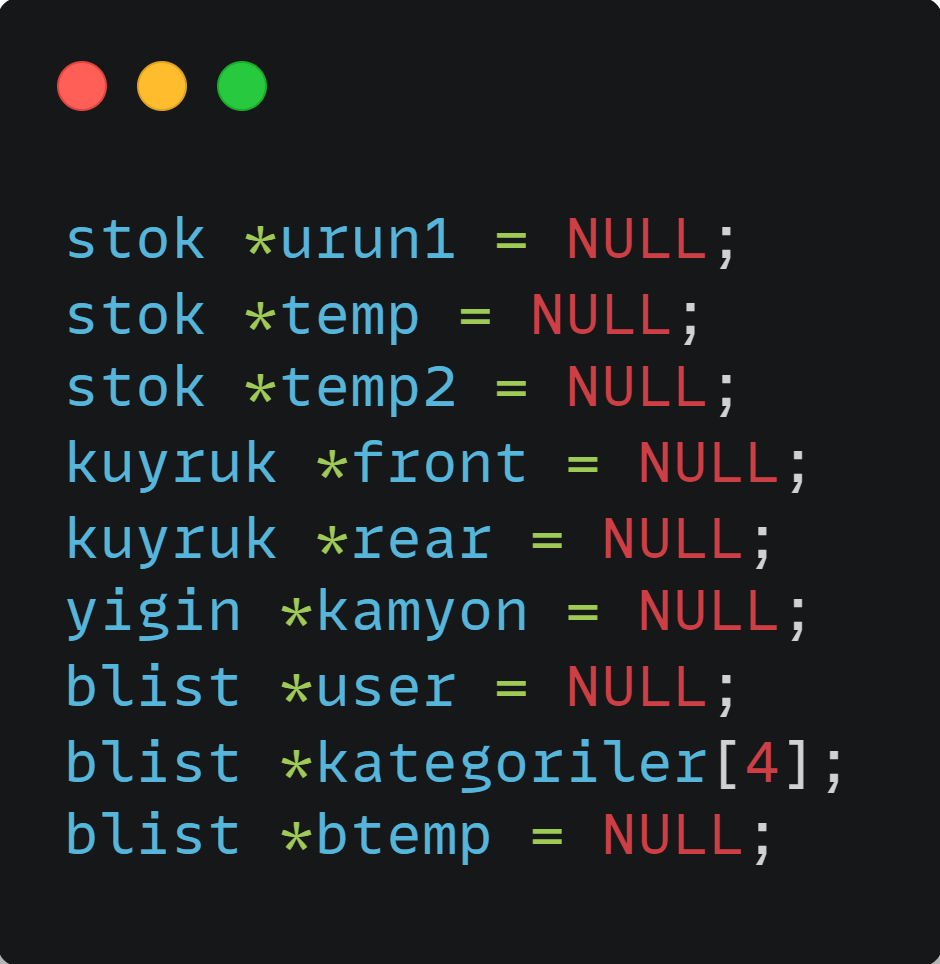 stok *urun1 = NULL;
stok *temp = NULL;
stok *temp2 = NULL;
kuyruk *front = NULL;
kuyruk *rear = NULL;
yigin *kamyon = NULL;
blist *user = NULL;
blist *kategoriler[4];
blist *btemp = NULL;